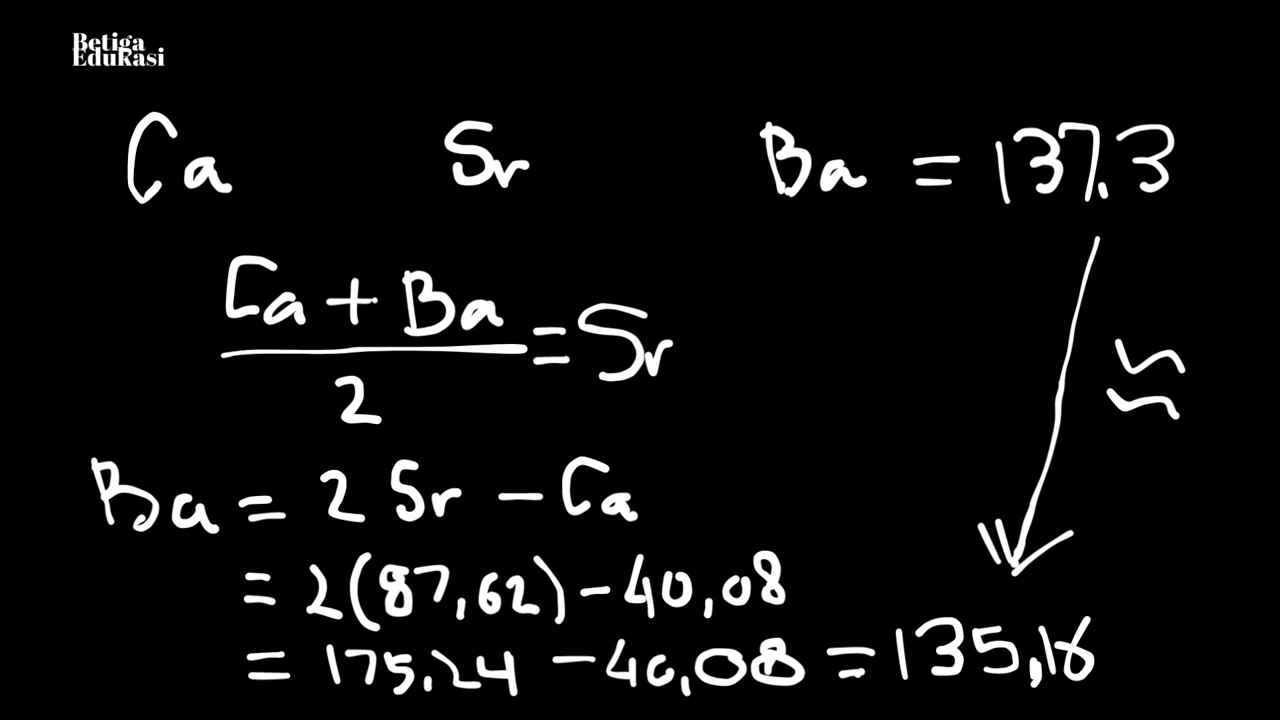 Betiga
EduRasi
Ca Sr Ba = 137.3
Ca + Ba
2
= Sr
≈
Ba = 2 Sr - Ca
= 2(87,62) - 40,08
= 175,24 - 40,08 = 135,16